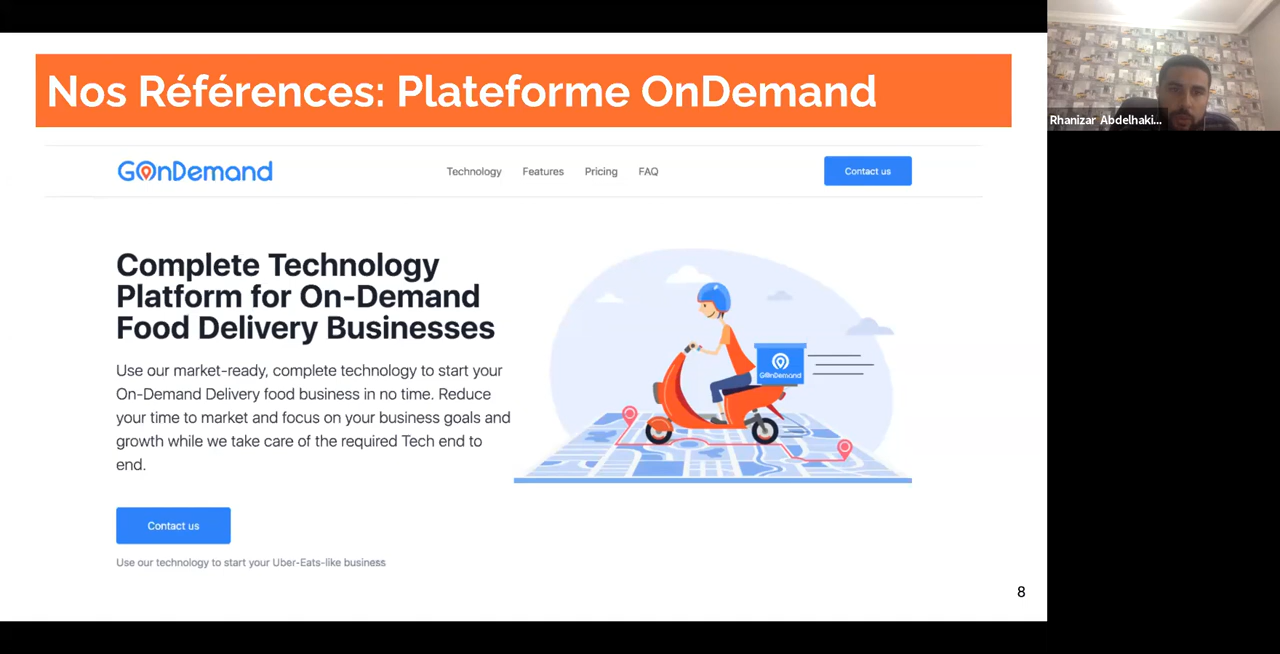 Nos Références: Plateforme OnDemand
Rhanizar Abdelhaki...
GOnDemand
Technology Features Pricing FAQ
Contact us
Complete Technology
Platform for On-Demand
Food Delivery Businesses
Use our market-ready, complete technology to start your
On-Demand Delivery food business in no time. Reduce
your time to market and focus on your business goals and
growth while we take care of the required Tech end to
end.
GOnDemand
Contact us
Use our technology to start your Uber-Eats-like business
8